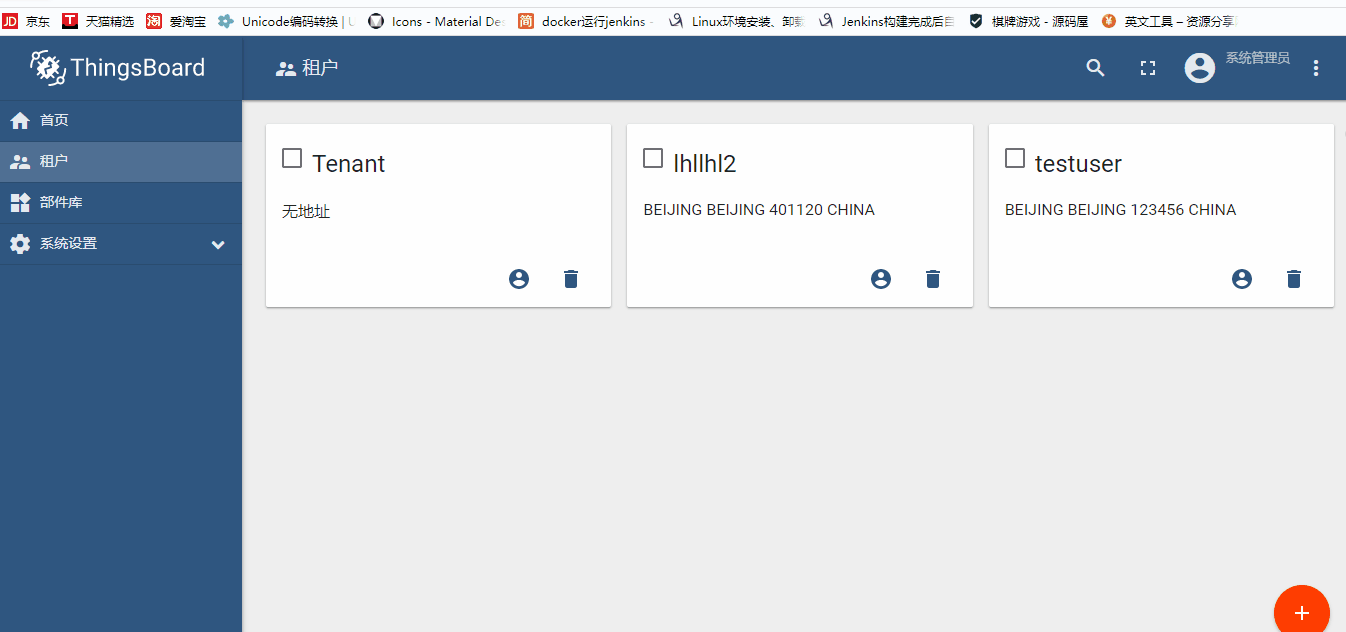 京东 天猫精选 爱淘宝 Unicode编码转换 | Icons - Material De docker运行jenkins - Linux环境安装、卸 Jenkins构建完成后自 棋牌游戏 - 源码屋 英文工具 – 资源分享
ThingsBoard
租户
系统管理员
首页
租户
部件库
系统设置
Tenant
无地址
lhllhl2
BEIJING BEIJING 401120 CHINA
testuser
BEIJING BEIJING 123456 CHINA